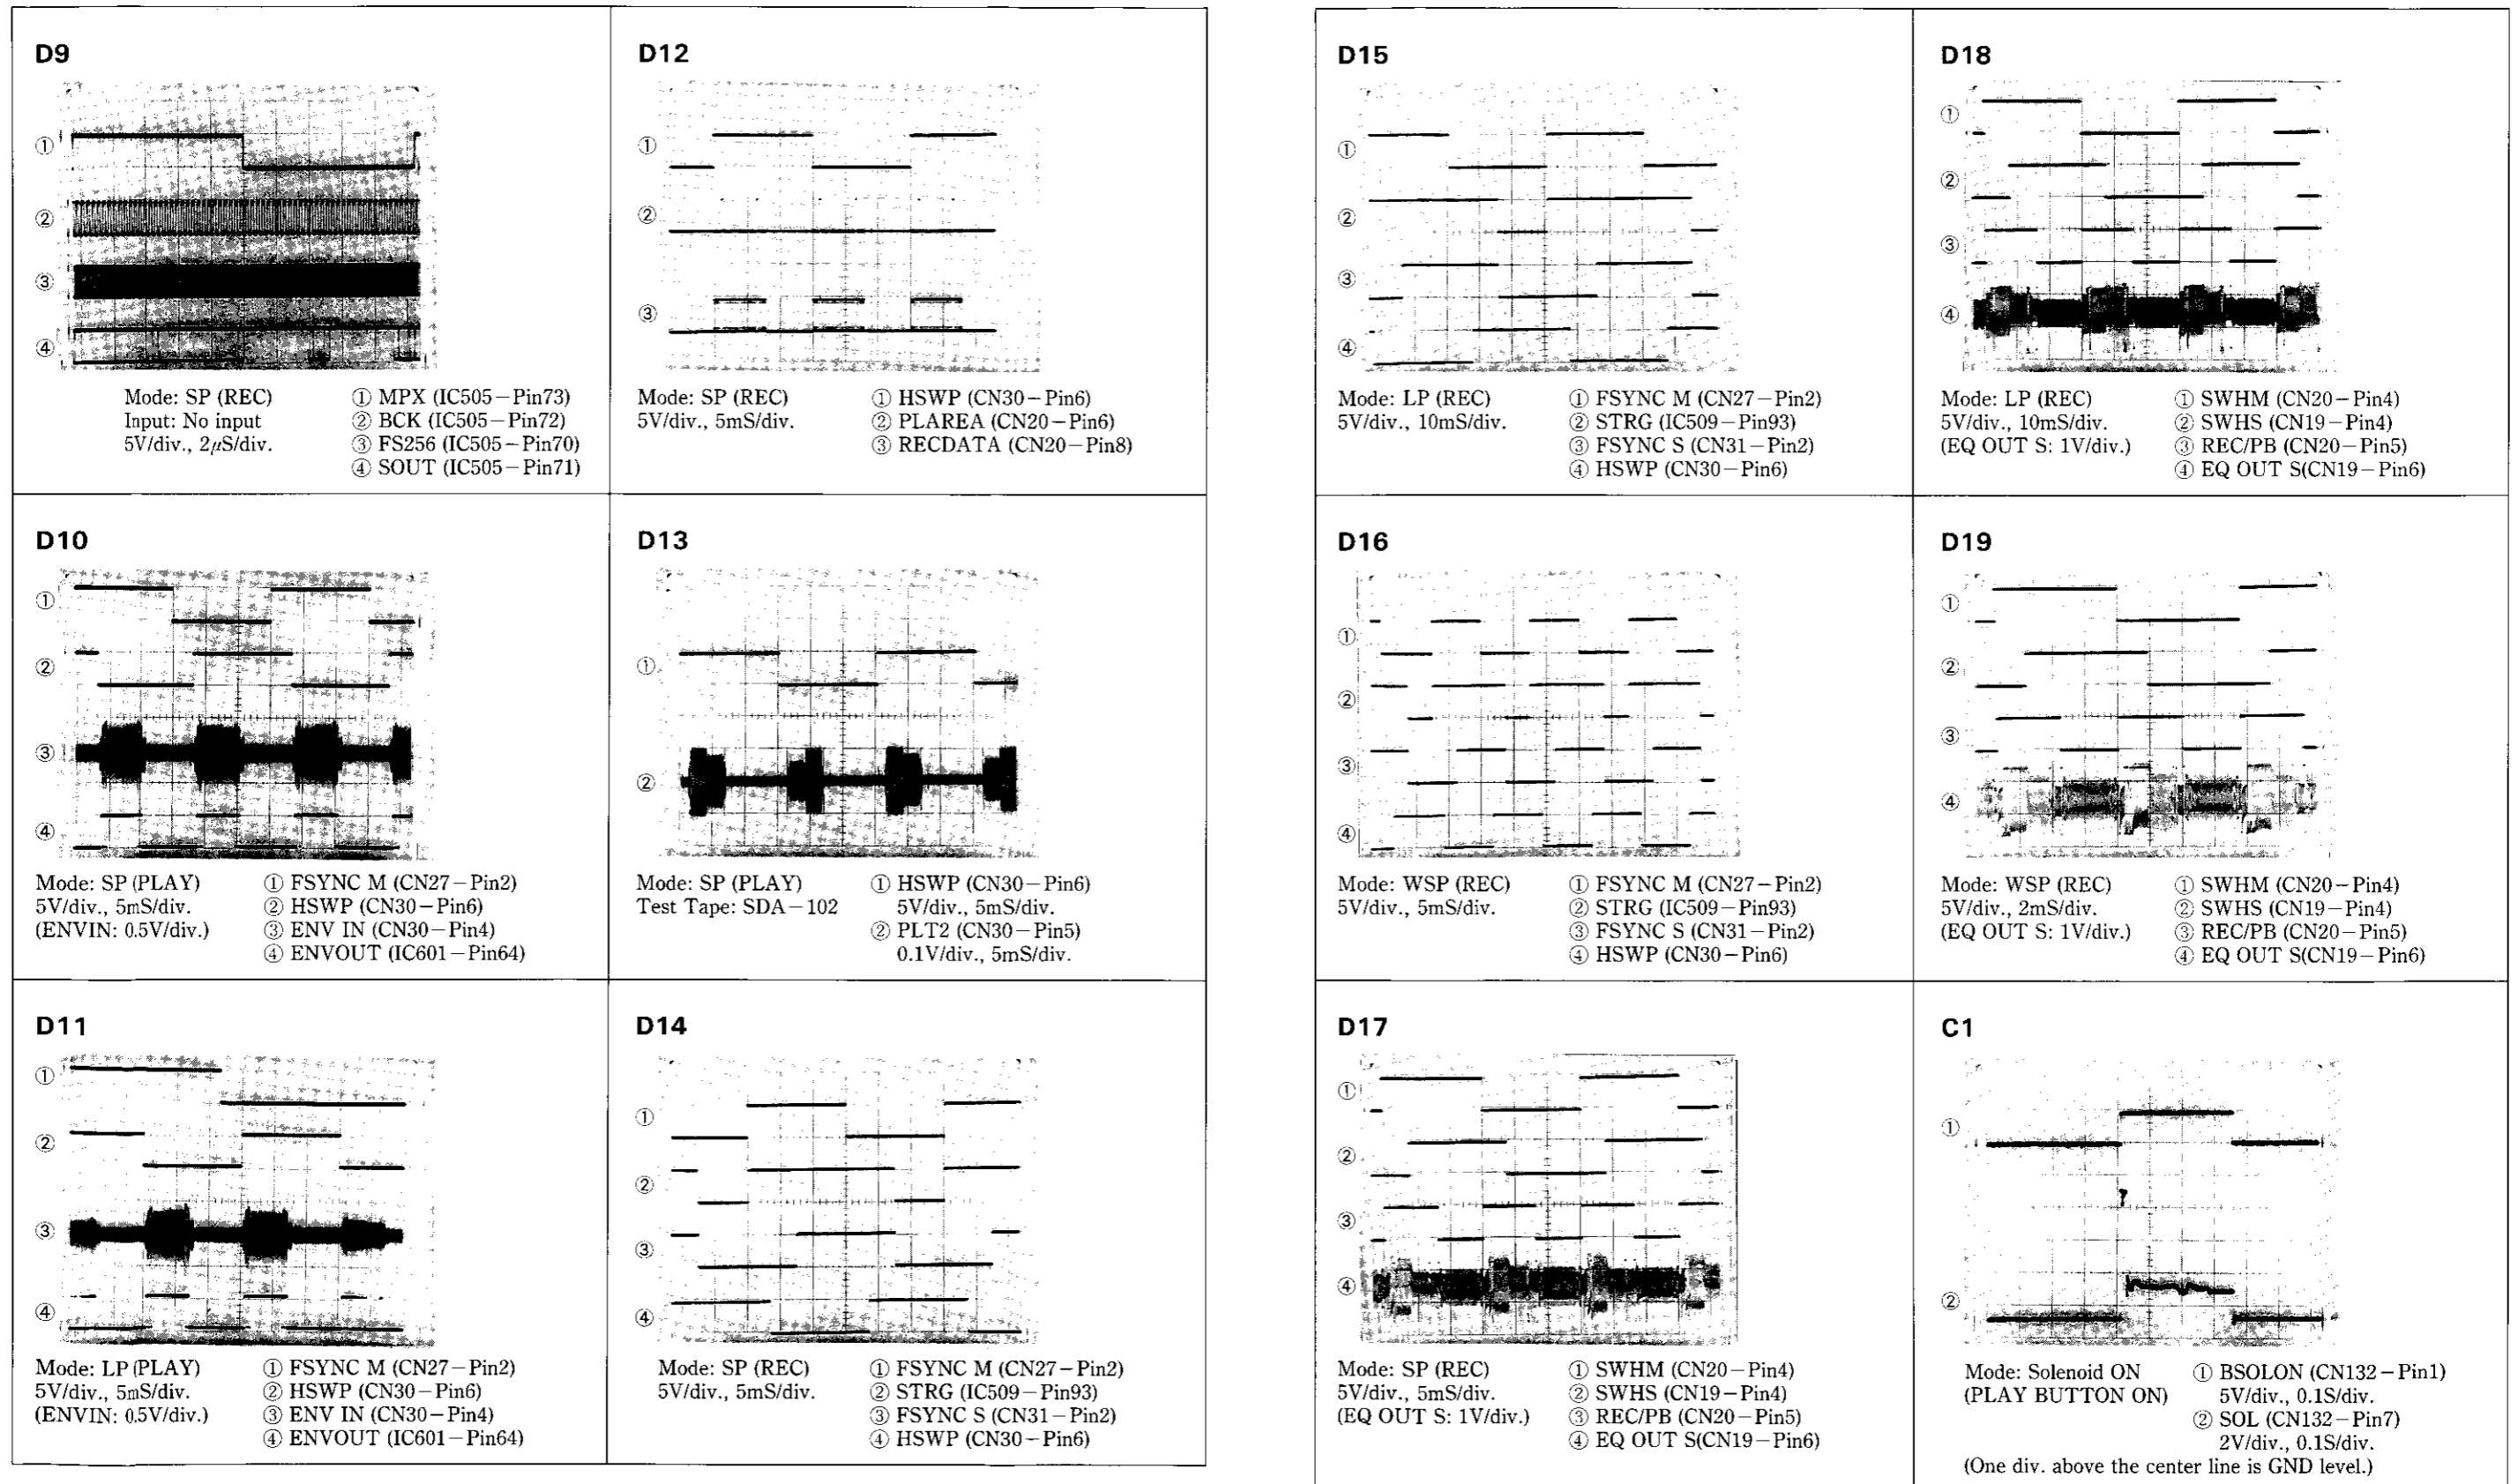 D9
①
②
③
④
Mode: SP (REC)
Input: No input
5V/div., 2μS/div.
① MPX (IC505−Pin73)
② BCK (IC505−Pin72)
③ FS256 (IC505−Pin70)
④ SOUT (IC505−Pin71)
D12
①
②
③
Mode: SP (REC)
5V/div., 5mS/div.
① HSWP (CN30−Pin6)
② PLAREA (CN20−Pin6)
③ RECDATA (CN20−Pin8)
D10
①
②
③
④
Mode: SP (PLAY)
5V/div., 5mS/div.
(ENVIN: 0.5V/div.)
① FSYNC M (CN27−Pin2)
② HSWP (CN30−Pin6)
③ ENV IN (CN30−Pin4)
④ ENVOUT (IC601−Pin64)
D13
①
②
Mode: SP (PLAY)
Test Tape: SDA−102
① HSWP (CN30−Pin6)
5V/div., 5mS/div.
② PLT2 (CN30−Pin5)
0.1V/div., 5mS/div.
D11
①
②
③
④
Mode: LP (PLAY)
5V/div., 5mS/div.
(ENVIN: 0.5V/div.)
① FSYNC M (CN27−Pin2)
② HSWP (CN30−Pin6)
③ ENV IN (CN30−Pin4)
④ ENVOUT (IC601−Pin64)
D14
①
②
③
④
Mode: SP (REC)
5V/div., 5mS/div.
① FSYNC M (CN27−Pin2)
② STRG (IC509−Pin93)
③ FSYNC S (CN31−Pin2)
④ HSWP (CN30−Pin6)
D15
①
②
③
④
Mode: LP (REC)
5V/div., 10mS/div.
① FSYNC M (CN27−Pin2)
② STRG (IC509−Pin93)
③ FSYNC S (CN31−Pin2)
④ HSWP (CN30−Pin6)
D18
①
②
③
④
Mode: LP (REC)
5V/div., 10mS/div.
(EQ OUT S: 1V/div.)
① SWHM (CN20−Pin4)
② SWHS (CN19−Pin4)
③ REC/PB (CN20−Pin5)
④ EQ OUT S(CN19−Pin6)
D16
①
②
③
④
Mode: WSP (REC)
5V/div., 5mS/div.
① FSYNC M (CN27−Pin2)
② STRG (IC509−Pin93)
③ FSYNC S (CN31−Pin2)
④ HSWP (CN30−Pin6)
D19
①
②
③
④
Mode: WSP (REC)
5V/div., 2mS/div.
(EQ OUT S: 1V/div.)
① SWHM (CN20−Pin4)
② SWHS (CN19−Pin4)
③ REC/PB (CN20−Pin5)
④ EQ OUT S(CN19−Pin6)
D17
①
②
③
④
Mode: SP (REC)
5V/div., 5mS/div.
(EQ OUT S: 1V/div.)
① SWHM (CN20−Pin4)
② SWHS (CN19−Pin4)
③ REC/PB (CN20−Pin5)
④ EQ OUT S(CN19−Pin6)
C1
①
②
Mode: Solenoid ON
(PLAY BUTTON ON)
① BSOLON (CN132−Pin1)
5V/div., 0.1S/div.
② SOL (CN132−Pin7)
2V/div., 0.1S/div.
(One div. above the center line is GND level.)